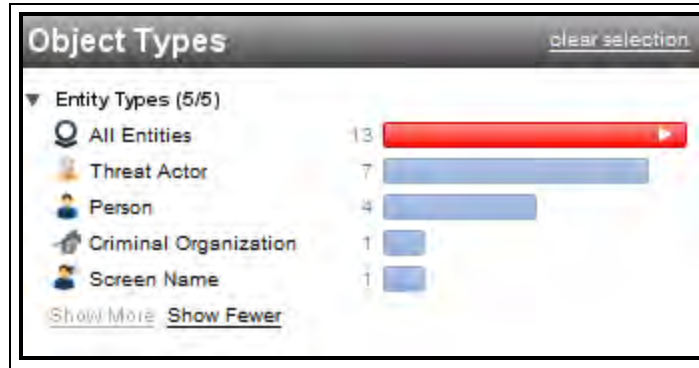 Object Types clear selection
Entity Types (5/5)
All Entities 13
Threat Actor 7
Person 4
Criminal Organization 1
Screen Name 1
Show More Show Fewer